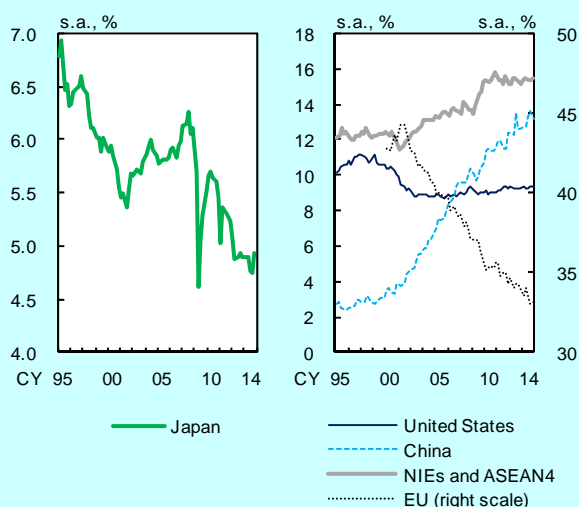 s.a., %
7.0
6.5
6.0
5.5
5.0
4.5
4.0
CY 95 00 05 10 14
Japan
s.a., % s.a., %
18 50
16
14 45
12
10 40
8
6 35
4
2
0 30
CY 95 00 05 10 14
United States
China
NIEs and ASEAN4
EU (right scale)